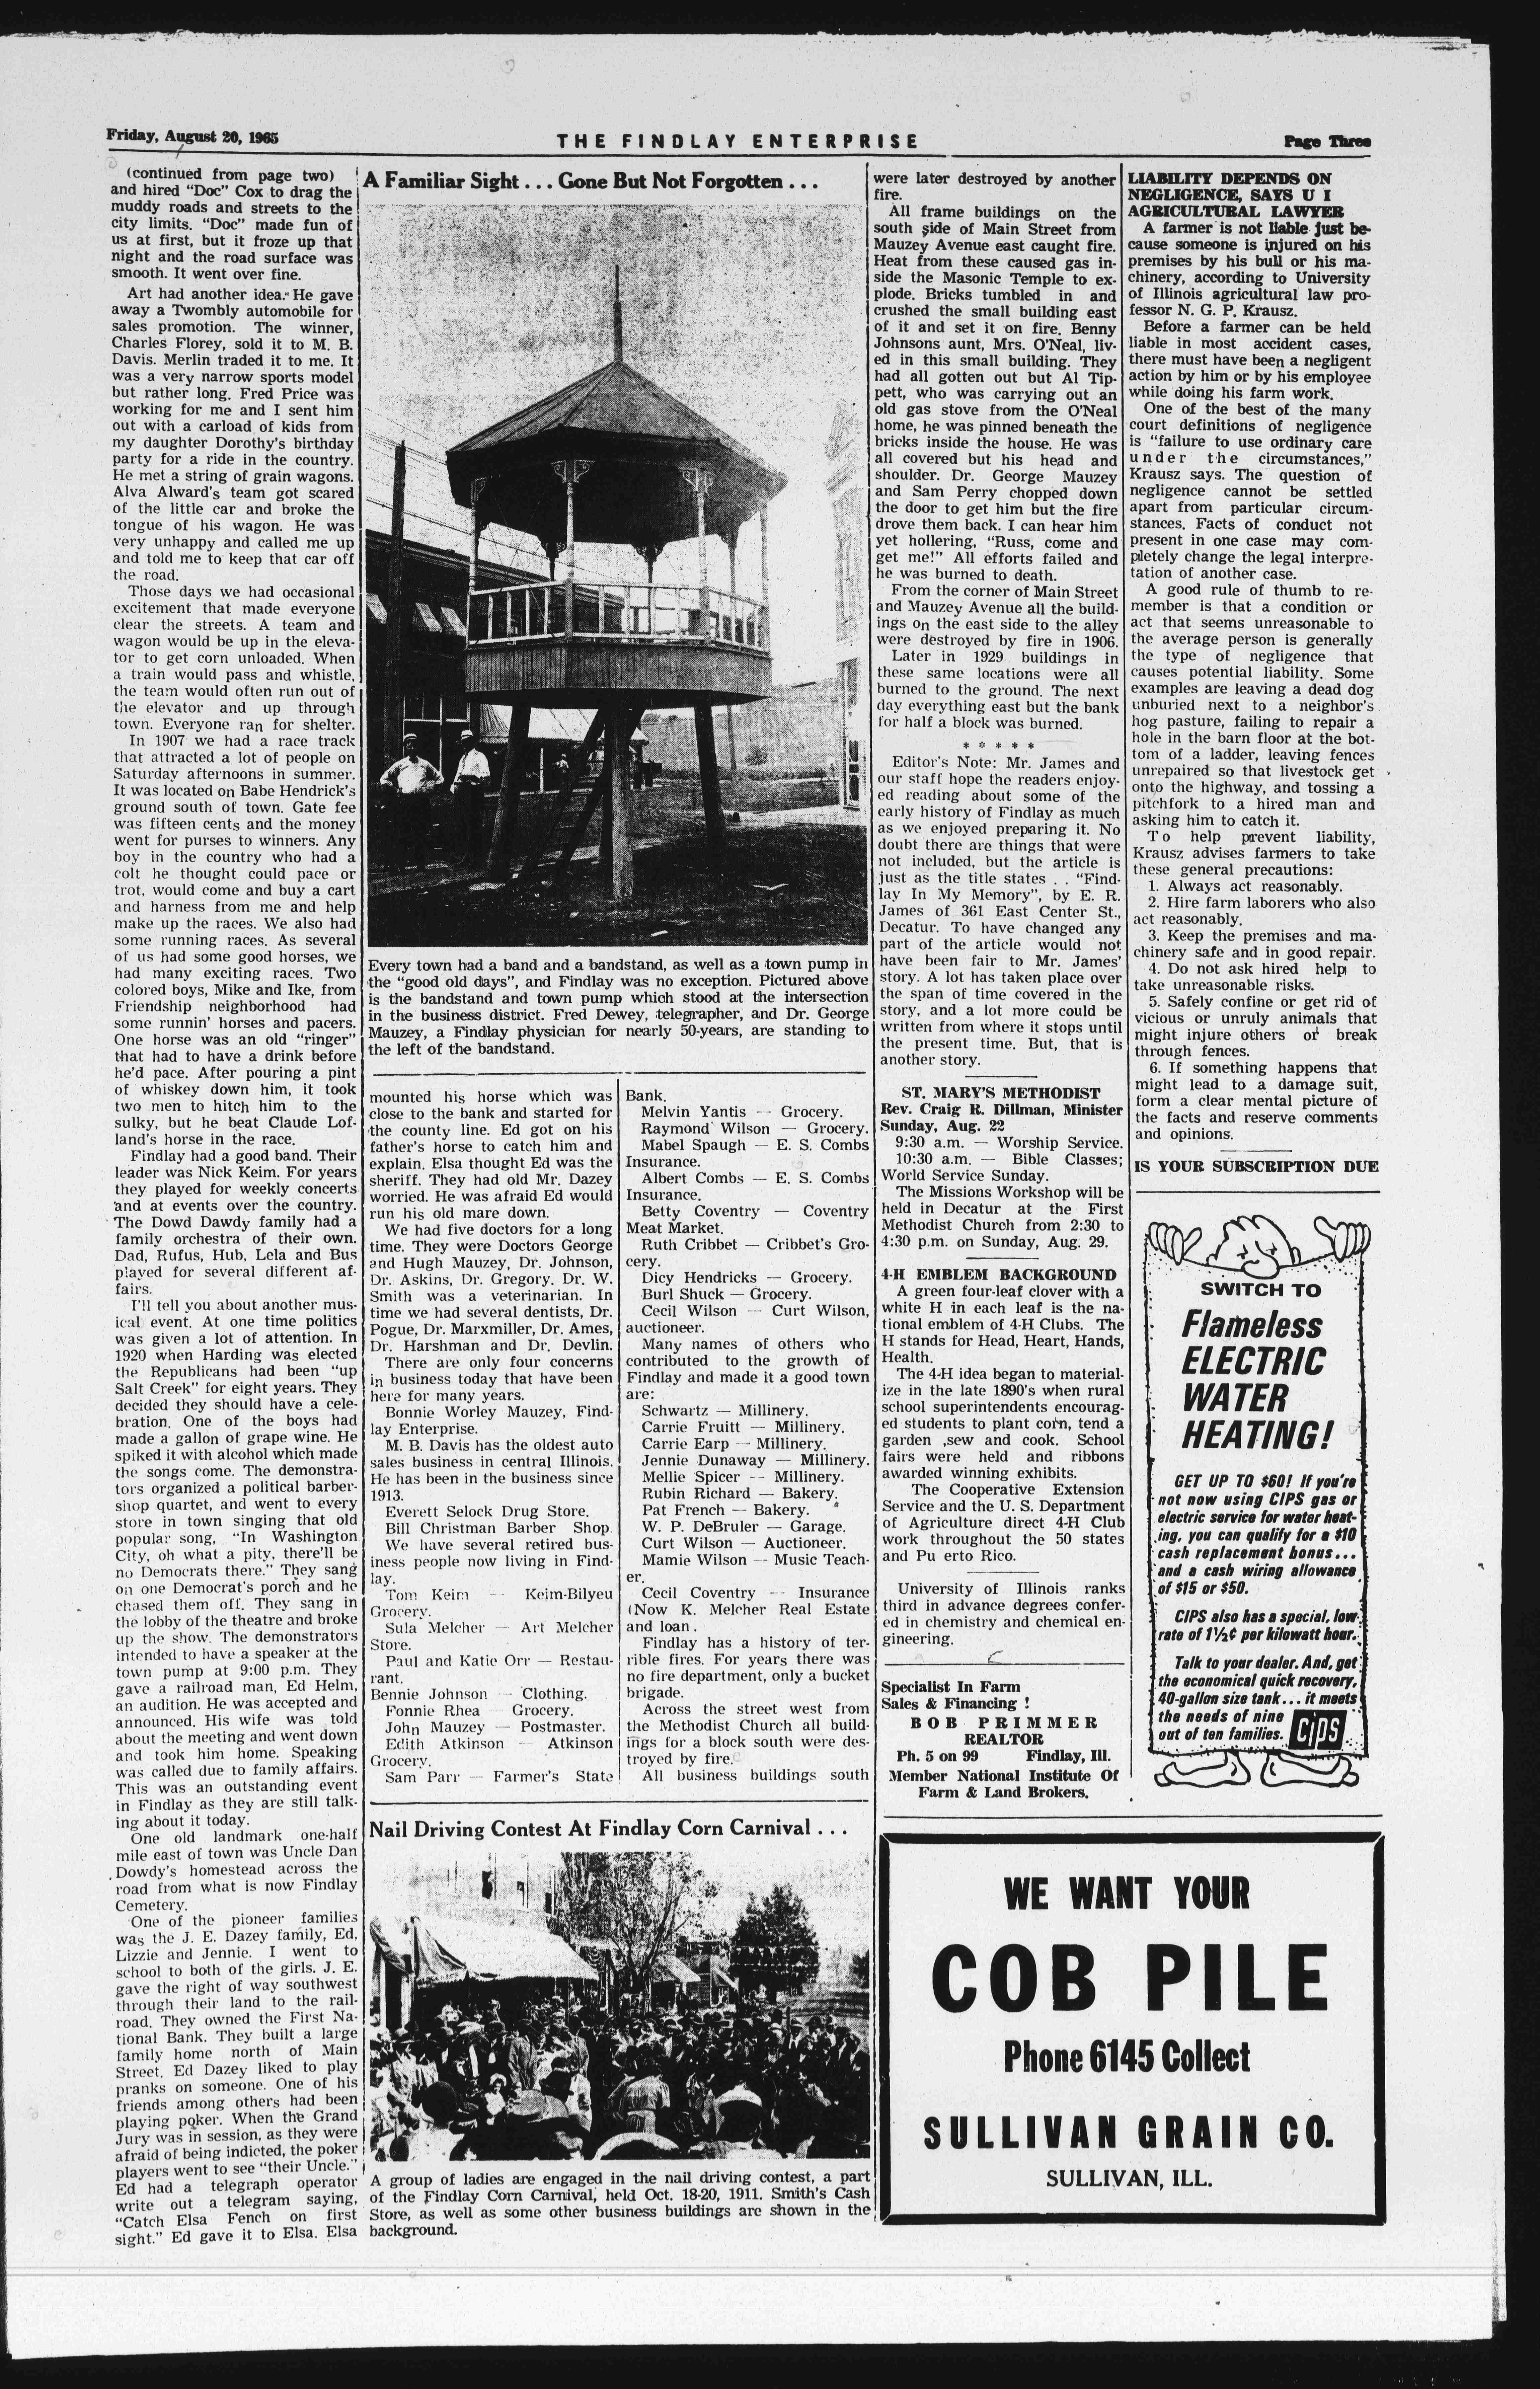 Friday, August 20, 1965
THE FINDLAY ENTERPRISE
Page Three
(continued from page two)
and hired "Doc" Cox to drag the
muddy roads and streets to the
city limits. "Doc" made fun of
us at first, but it froze up that
night and the road surface was
smooth. It went over fine.
Art had another idea. He gave
away a Twombly automobile for
sales promotion. The winner,
Charles Florey, sold it to M. B.
Davis. Merlin traded it to me. It
was a very narrow sports model
but rather long. Fred Price was
working for me and I sent him
out with a carload of kids from
my daughter Dorothy's birthday
party for a ride in the country.
He met a string of grain wagons.
Alva Alward's team got scared
of the little car and broke the
tongue of his wagon. He was
very unhappy and called me up
and told me to keep that car off
the road.
Those days we had occasional
excitement that made everyone
clear the streets. A team and
wagon would be up in the eleva-
tor to get corn unloaded. When
a train would pass and whistle,
the team would often run out of
the elevator and up through
town. Everyone ran for shelter.
In 1907 we had a race track
that attracted a lot of people on
Saturday afternoons in summer.
It was located on Babe Hendrick's
ground south of town. Gate fee
was fifteen cents and the money
went for purses to winners. Any
boy in the country who had a
colt he thought could pace or
trot, would come and buy a cart
and harness from me and help
make up the races. We also had
some running races. As several
of us had some good horses, we
had many exciting races. Two
colored boys, Mike and Ike, from
Friendship neighborhood had
some runnin' horses and pacers.
One horse was an old "ringer"
that had to have a drink before
he'd pace. After pouring a pint
of whiskey down him, it took
two men to hitch him to the
sulky, but he beat Claude Lof-
land's horse in the race.
Findlay had a good band. Their
leader was Nick Keim. For years
they played for weekly concerts
and at events over the country.
The Dowd Dawdy family had a
family orchestra of their own.
Dad, Rufus, Hub, Lela and Bus
played for several different af-
fairs.
I'll tell you about another mus-
ical event. At one time politics
was given a lot of attention. In
1920 when Harding was elected
the Republicans had been "up
Salt Creek" for eight years. They
decided they should have a cele-
bration. One of the boys had
made a gallon of grape wine. He
spiked it with alcohol which made
the songs come. The demonstra-
tors organized a political barber-
shop quartet, and went to every
store in town singing that old
popular song, "In Washington
City, oh what a pity, there'll be
no Democrats there." They sang
on one Democrat's porch and he
chased them off. They sang in
the lobby of the theatre and broke
up the show. The demonstrators
intended to have a speaker at the
town pump at 9:00 p.m. They
gave a railroad man, Ed Helm,
an audition. He was accepted and
announced. His wife was told
about the meeting and went down
and took him home. Speaking
was called due to family affairs.
This was an outstanding event
in Findlay as they are still talk-
ing about it today.
One old landmark one-half
mile east of town was Uncle Dan
Dowdy's homestead across the
road from what is now Findlay
Cemetery.
One of the pioneer families
was the J. E. Dazey family, Ed,
Lizzie and Jennie. I went to
school to both of the girls. J. E.
gave the right of way southwest
through their land to the rail-
road. They owned the First Na-
tional Bank. They built a large
family home north of Main
Street. Ed Dazey liked to play
pranks on someone. One of his
friends among others had been
playing poker. When the Grand
Jury was in session, as they were
afraid of being indicted, the poker
players went to see "their Uncle."
Ed had a telegraph operator
write out a telegram saying,
"Catch Elsa Fench on first
sight." Ed gave it to Elsa. Elsa
A Familiar Sight . . . Gone But Not Forgotten . . .
Every town had a band and a bandstand, as well as a town pump in
the "good old days", and Findlay was no exception. Pictured above
is the bandstand and town pump which stood at the intersection
in the business district. Fred Dewey, telegrapher, and Dr. George
Mauzey, a Findlay physician for nearly 50-years, are standing to
the left of the bandstand.
mounted his horse which was
close to the bank and started for
the county line. Ed got on his
father's horse to catch him and
explain. Elsa thought Ed was the
sheriff. They had old Mr. Dazey
worried. He was afraid Ed would
run his old mare down.
We had five doctors for a long
time. They were Doctors George
and Hugh Mauzey, Dr. Johnson,
Dr. Askins, Dr. Gregory. Dr. W.
Smith was a veterinarian. In
time we had several dentists, Dr.
Pogue, Dr. Marxmiller, Dr. Ames,
Dr. Harshman and Dr. Devlin.
There are only four concerns
in business today that have been
here for many years.
Bonnie Worley Mauzey, Find-
lay Enterprise.
M. B. Davis has the oldest auto
sales business in central Illinois.
He has been in the business since
1913.
Everett Selock Drug Store.
Bill Christman Barber Shop.
We have several retired bus-
iness people now living in Find-
lay.
Tom Keim — Keim-Bilyeu
Grocery.
Sula Melcher — Art Melcher
Store.
Paul and Katie Orr — Restau-
rant.
Bennie Johnson — Clothing.
Fonnie Rhea — Grocery.
John Mauzey — Postmaster.
Edith Atkinson — Atkinson
Grocery.
Sam Parr — Farmer's State
Bank.
Melvin Yantis — Grocery.
Raymond Wilson — Grocery.
Mabel Spaugh — E. S. Combs
Insurance.
Albert Combs — E. S. Combs
Insurance.
Betty Coventry — Coventry
Meat Market.
Ruth Cribbet — Cribbet's Gro-
cery.
Dicy Hendricks — Grocery.
Burl Shuck — Grocery.
Cecil Wilson — Curt Wilson,
auctioneer.
Many names of others who
contributed to the growth of
Findlay and made it a good town
are:
Schwartz — Millinery.
Carrie Fruitt — Millinery.
Carrie Earp — Millinery.
Jennie Dunaway — Millinery.
Mellie Spicer — Millinery.
Rubin Richard — Bakery.
Pat French — Bakery.
W. P. DeBruler — Garage.
Curt Wilson — Auctioneer.
Mamie Wilson — Music Teach-
er.
Cecil Coventry — Insurance
(Now K. Melcher Real Estate
and loan.
Findlay has a history of ter-
rible fires. For years there was
no fire department, only a bucket
brigade.
Across the street west from
the Methodist Church all build-
ings for a block south were des-
troyed by fire.
All business buildings south
Nail Driving Contest At Findlay Corn Carnival . . .
A group of ladies are engaged in the nail driving contest, a part
of the Findlay Corn Carnival, held Oct. 18-20, 1911. Smith's Cash
Store, as well as some other business buildings are shown in the
background.
were later destroyed by another
fire.
All frame buildings on the
south side of Main Street from
Mauzey Avenue east caught fire.
Heat from these caused gas in-
side the Masonic Temple to ex-
plode. Bricks tumbled in and
crushed the small building east
of it and set it on fire. Benny
Johnsons aunt, Mrs. O'Neal, liv-
ed in this small building. They
had all gotten out but Al Tip-
pett, who was carrying out an
old gas stove from the O'Neal
home, he was pinned beneath the
bricks inside the house. He was
all covered but his head and
shoulder. Dr. George Mauzey
and Sam Perry chopped down
the door to get him but the fire
drove them back. I can hear him
yet hollering, "Russ, come and
get me!" All efforts failed and
he was burned to death.
From the corner of Main Street
and Mauzey Avenue all the build-
ings on the east side to the alley
were destroyed by fire in 1906.
Later in 1929 buildings in
these same locations were all
burned to the ground. The next
day everything east but the bank
for half a block was burned.
* * * * *
Editor's Note: Mr. James and
our staff hope the readers enjoy-
ed reading about some of the
early history of Findlay as much
as we enjoyed preparing it. No
doubt there are things that were
not included, but the article is
just as the title states . . "Find-
lay In My Memory", by E. R.
James of 361 East Center St.,
Decatur. To have changed any
part of the article would not
have been fair to Mr. James'
story. A lot has taken place over
the span of time covered in the
story, and a lot more could be
written from where it stops until
the present time. But, that is
another story.
ST. MARY'S METHODIST
Rev. Craig R. Dillman, Minister
Sunday, Aug. 22
9:30 a.m. — Worship Service.
10:30 a.m. — Bible Classes;
World Service Sunday.
The Missions Workshop will be
held in Decatur at the First
Methodist Church from 2:30 to
4:30 p.m. on Sunday, Aug. 29.
4-H EMBLEM BACKGROUND
A green four-leaf clover with a
white H in each leaf is the na-
tional emblem of 4-H Clubs. The
H stands for Head, Heart, Hands,
Health.
The 4-H idea began to material-
ize in the late 1890's when rural
school superintendents encourag-
ed students to plant corn, tend a
garden ,sew and cook. School
fairs were held and ribbons
awarded winning exhibits.
The Cooperative Extension
Service and the U. S. Department
of Agriculture direct 4-H Club
work throughout the 50 states
and Pu erto Rico.
University of Illinois ranks
third in advance degrees confer-
ed in chemistry and chemical en-
gineering.
Specialist In Farm
Sales & Financing !
BOB PRIMMER
REALTOR
Ph. 5 on 99 Findlay, Ill.
Member National Institute Of
Farm & Land Brokers.
LIABILITY DEPENDS ON
NEGLIGENCE, SAYS U I
AGRICULTURAL LAWYER
A farmer is not liable just be-
cause someone is injured on his
premises by his bull or his ma-
chinery, according to University
of Illinois agricultural law pro-
fessor N. G. P. Krausz.
Before a farmer can be held
liable in most accident cases,
there must have been a negligent
action by him or by his employee
while doing his farm work.
One of the best of the many
court definitions of negligence
is "failure to use ordinary care
under the circumstances,"
Krausz says. The question of
negligence cannot be settled
apart from particular circum-
stances. Facts of conduct not
present in one case may com-
pletely change the legal interpre-
tation of another case.
A good rule of thumb to re-
member is that a condition or
act that seems unreasonable to
the average person is generally
the type of negligence that
causes potential liability. Some
examples are leaving a dead dog
unburied next to a neighbor's
hog pasture, failing to repair a
hole in the barn floor at the bot-
tom of a ladder, leaving fences
unrepaired so that livestock get
onto the highway, and tossing a
pitchfork to a hired man and
asking him to catch it.
To help prevent liability,
Krausz advises farmers to take
these general precautions:
1. Always act reasonably.
2. Hire farm laborers who also
act reasonably.
3. Keep the premises and ma-
chinery safe and in good repair.
4. Do not ask hired help to
take unreasonable risks.
5. Safely confine or get rid of
vicious or unruly animals that
might injure others or break
through fences.
6. If something happens that
might lead to a damage suit,
form a clear mental picture of
the facts and reserve comments
and opinions.
IS YOUR SUBSCRIPTION DUE
SWITCH TO
Flameless
ELECTRIC
WATER
HEATING!
GET UP TO $60! If you're
not now using CIPS gas or
electric service for water heat-
ing, you can qualify for a $10
cash replacement bonus...
and a cash wiring allowance
of $15 or $50.
CIPS also has a special, low
rate of 1½¢ per kilowatt hour.
Talk to your dealer. And, get
the economical quick recovery,
40-gallon size tank... it meets
the needs of nine
out of ten families.
CIPS
WE WANT YOUR
COB PILE
Phone 6145 Collect
SULLIVAN GRAIN CO.
SULLIVAN, ILL.